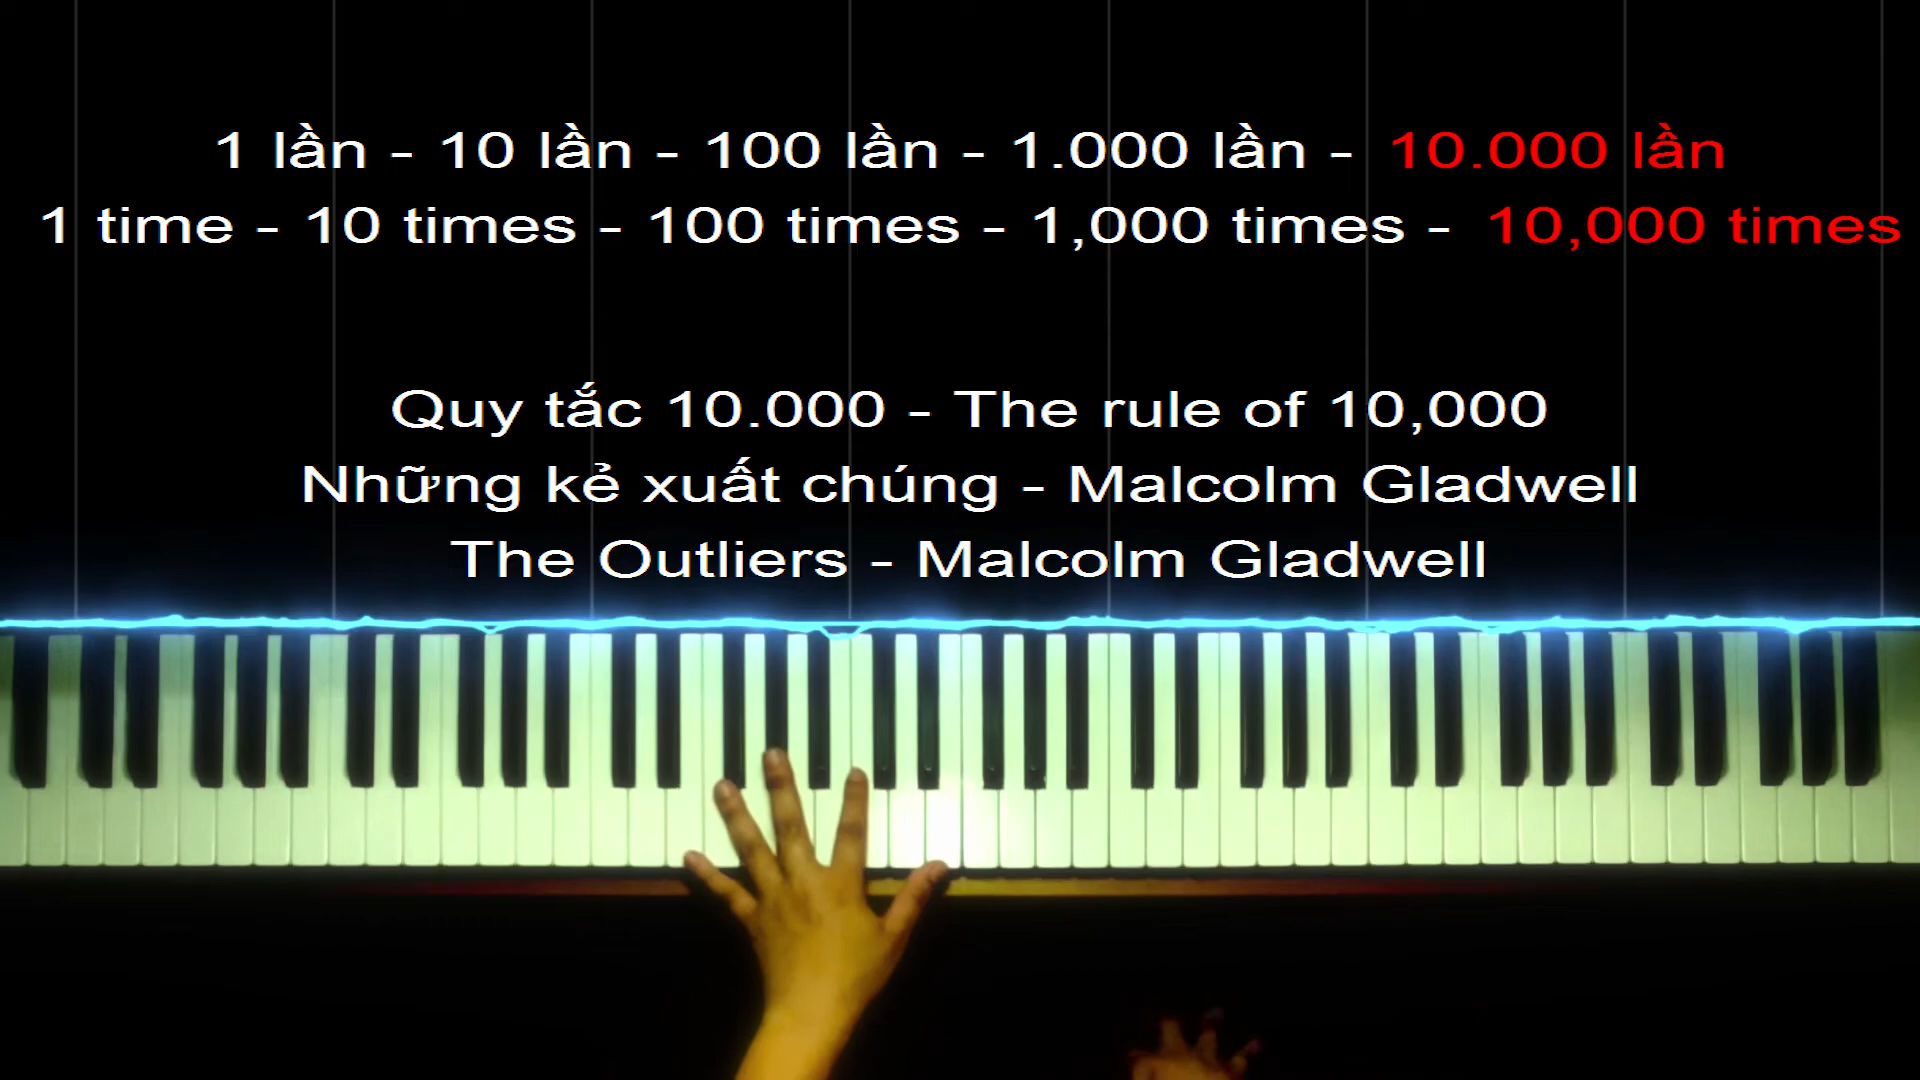 1 lần - 10 lần - 100 lần - 1.000 lần - 10.000 lần
1 time - 10 times - 100 times - 1,000 times - 10,000 times
Quy tắc 10.000 - The rule of 10,000
Những kẻ xuất chúng - Malcolm Gladwell
The Outliers - Malcolm Gladwell